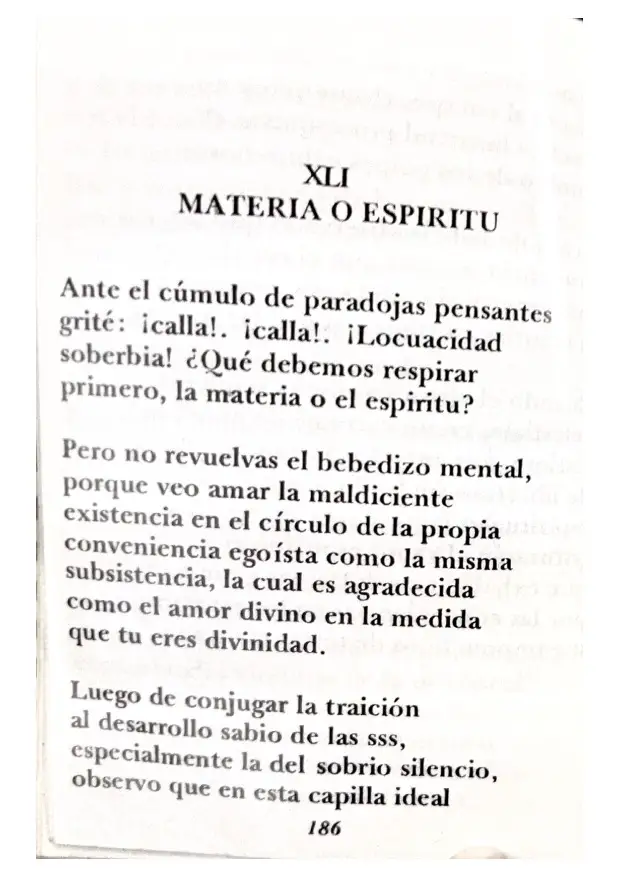 XLI
MATERIA O ESPIRITU
Ante el cúmulo de paradojas pensantes
grité: ¡calla!. ¡calla!. ¡Locuacidad
soberbia! ¿Qué debemos respirar
primero, la materia o el espiritu?
Pero no revuelvas el bebedizo mental,
porque veo amar la maldiciente
existencia en el círculo de la propia
conveniencia egoísta como la misma
subsistencia, la cual es agradecida
como el amor divino en la medida
que tu eres divinidad.
Luego de conjugar la traición
al desarrollo sabio de las sss,
especialmente la del sobrio silencio,
observo que en esta capilla ideal
186